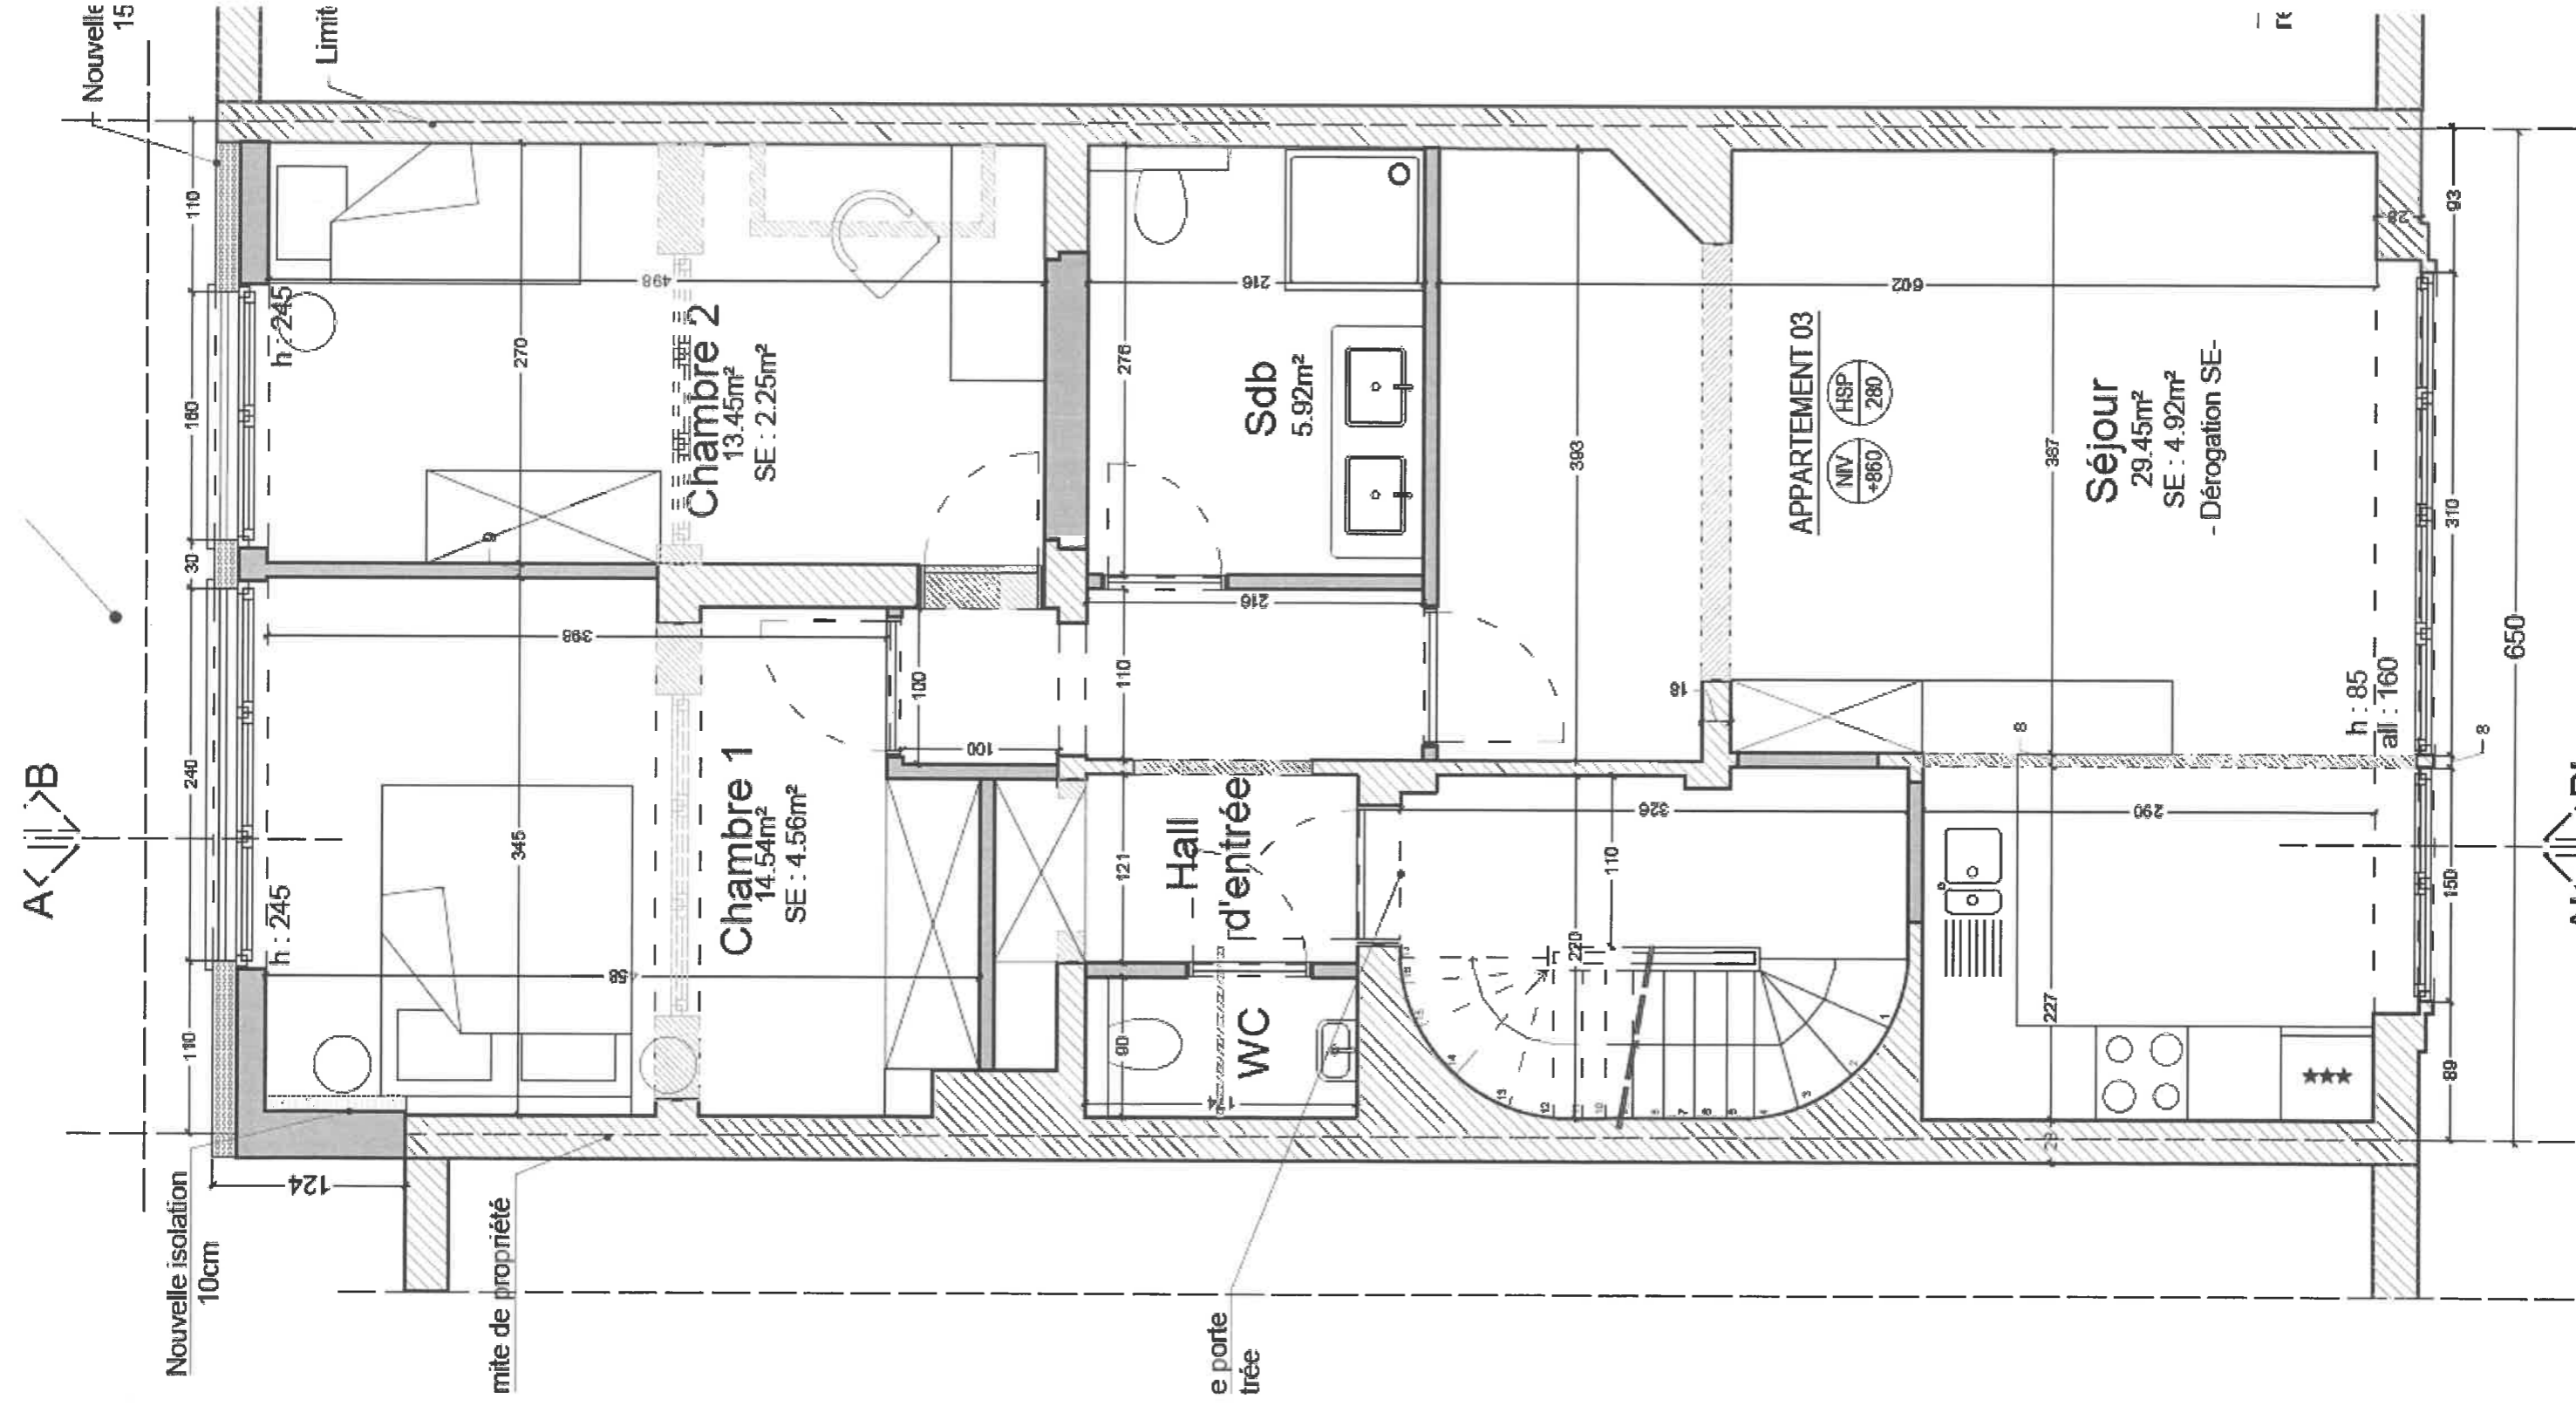 Nouvelle
15
Limit
A
B
110
160
30
240
110
124
h : 245
h : 245
498
270
Chambre 2
13.45m²
SE : 2.25m²
398
345
Chambre 1
14.54m²
SE : 4.56m²
100
100
276
216
Sdb
5.92m²
216
110
121
Hall
d'entrée
90
WC
393
602
APPARTEMENT 03
NIV
+860
HSP
280
387
Séjour
29.45m²
SE : 4.92m²
- Dérogation SE-
18
8
h : 85
all : 160
326
110
220
290
227
28
28
93
310
8
150
89
650
Nouvelle isolation
10cm
mite de propriété
e porte
trée